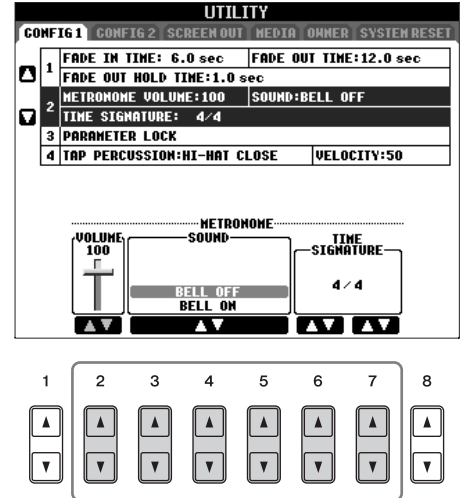 UTILITY
CONFIG 1 CONFIG 2 SCREEN OUT MEDIA OWNER SYSTEM RESET
1 FADE IN TIME: 6.0 sec FADE OUT TIME:12.0 sec
FADE OUT HOLD TIME:1.0 sec
2 METRONOME VOLUME:100 SOUND:BELL OFF
TIME SIGNATURE: 4/4
3 PARAMETER LOCK
4 TAP PERCUSSION:HI-HAT CLOSE VELOCITY:50
METRONOME
VOLUME SOUND TIME SIGNATURE
100
4/4
BELL OFF
BELL ON
1 2 3 4 5 6 7 8